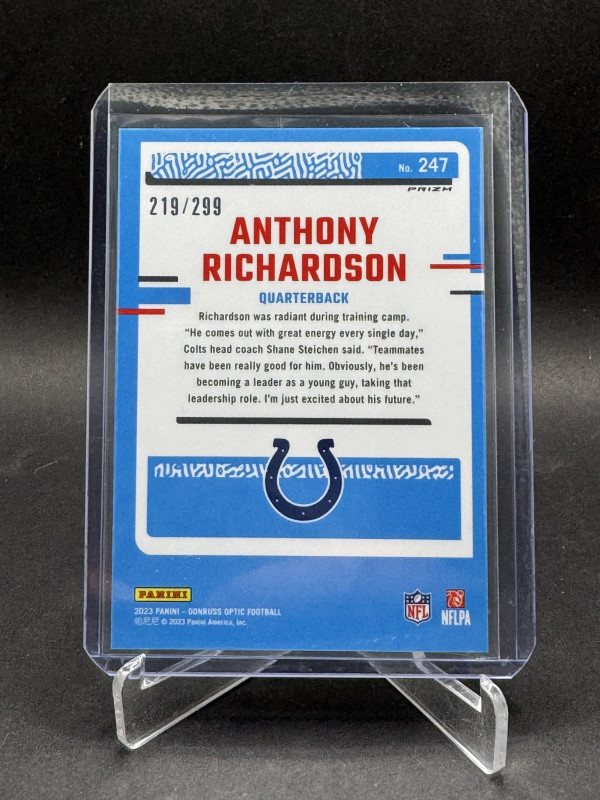 No. 247
PRIZM
219/299
ANTHONY
RICHARDSON
QUARTERBACK
Richardson was radiant during training camp.
“He comes out with great energy every single day,”
Colts head coach Shane Steichen said. “Teammates
have been really good for him. Obviously, he's been
becoming a leader as a young guy, taking that
leadership role. I'm just excited about his future.”
PANINI
2023 PANINI – DONRUSS OPTIC FOOTBALL
帕尼尼 © 2023 Panini America, Inc.
NFL
NFLPA